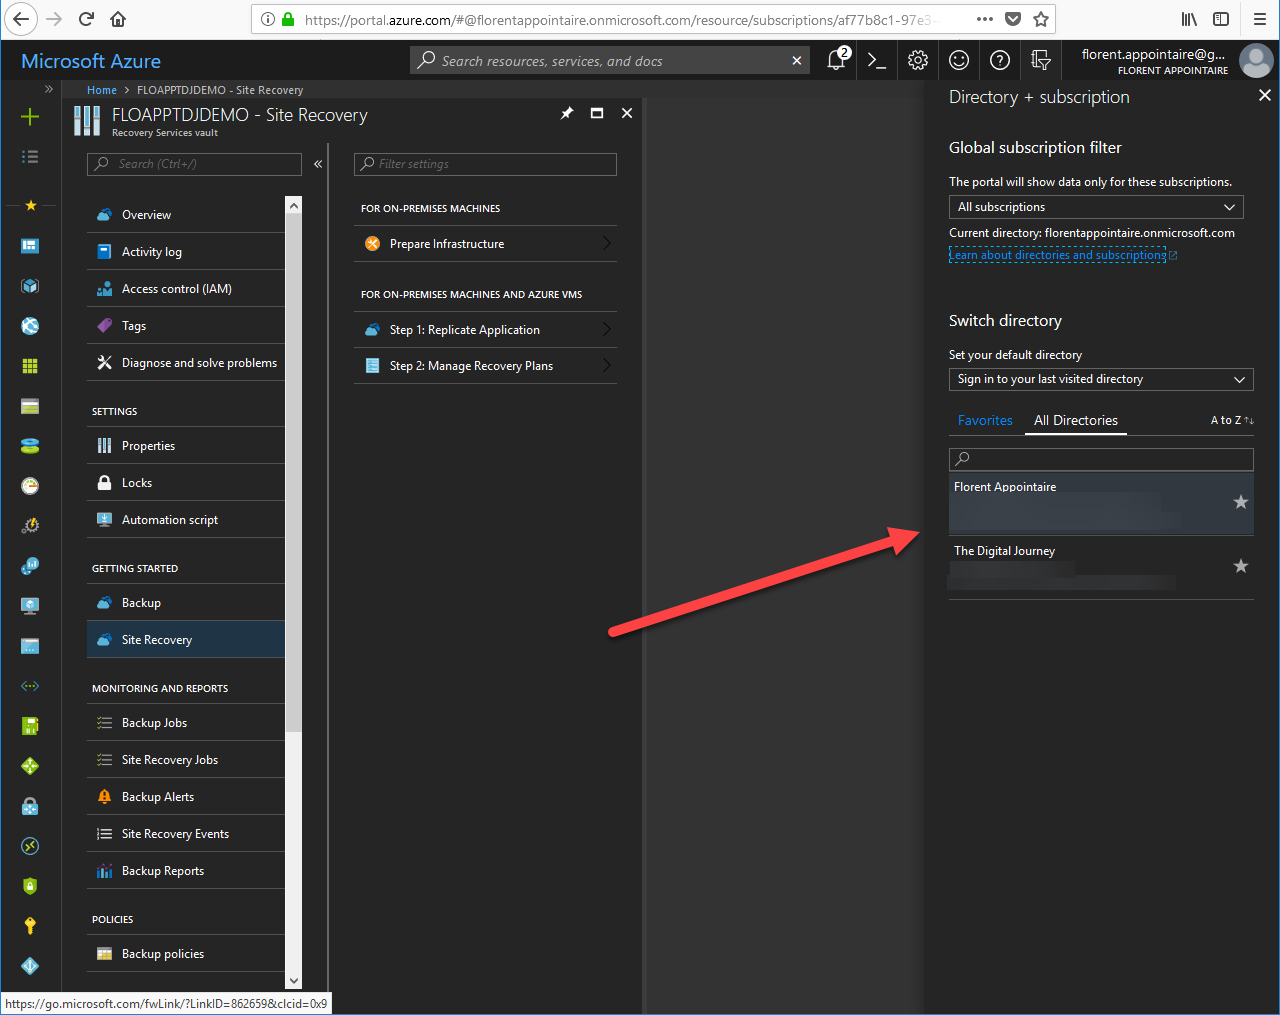 https://portal.azure.com/#@florentappointaire.onmicrosoft.com/resource/subscriptions/af77b8c1-97e3-
Microsoft Azure
Search resources, services, and docs
2
florent.appointaire@g...
FLORENT APPOINTAIRE
Home > FLOAPPTDJDEMO - Site Recovery
FLOAPPTDJDEMO - Site Recovery
Recovery Services vault
Search (Ctrl+/)
Overview
Activity log
Access control (IAM)
Tags
Diagnose and solve problems
SETTINGS
Properties
Locks
Automation script
GETTING STARTED
Backup
Site Recovery
MONITORING AND REPORTS
Backup Jobs
Site Recovery Jobs
Backup Alerts
Site Recovery Events
Backup Reports
POLICIES
Backup policies
Filter settings
FOR ON-PREMISES MACHINES
Prepare Infrastructure
FOR ON-PREMISES MACHINES AND AZURE VMS
Step 1: Replicate Application
Step 2: Manage Recovery Plans
Directory + subscription
Global subscription filter
The portal will show data only for these subscriptions.
All subscriptions
Current directory: florentappointaire.onmicrosoft.com
Learn about directories and subscriptions
Switch directory
Set your default directory
Sign in to your last visited directory
Favorites
All Directories
A to Z
Florent Appointaire
The Digital Journey
https://go.microsoft.com/fwLink/?LinkID=862659&clcid=0x9